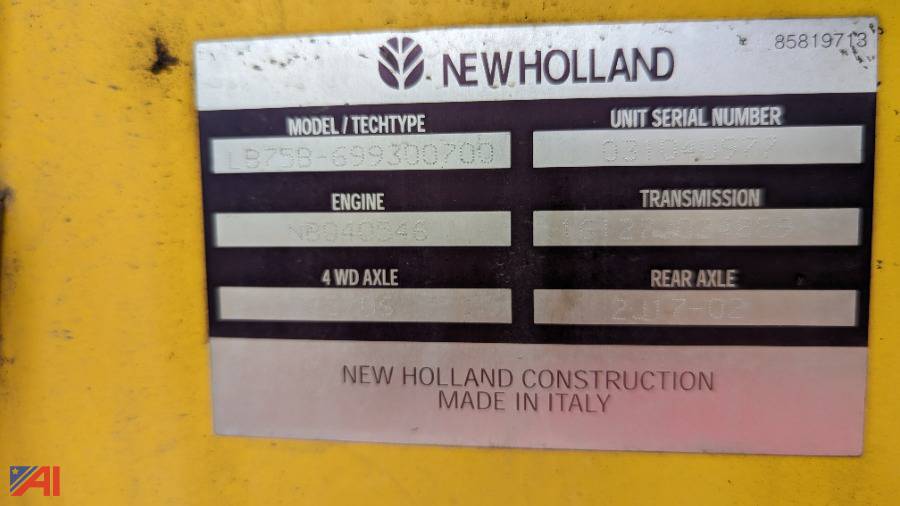 NEW HOLLAND
85819713
MODEL / TECHTYPE
LB75B-699300700
UNIT SERIAL NUMBER
ENGINE
TRANSMISSION
4 WD AXLE
REAR AXLE
2J17-02
NEW HOLLAND CONSTRUCTION
MADE IN ITALY
AI